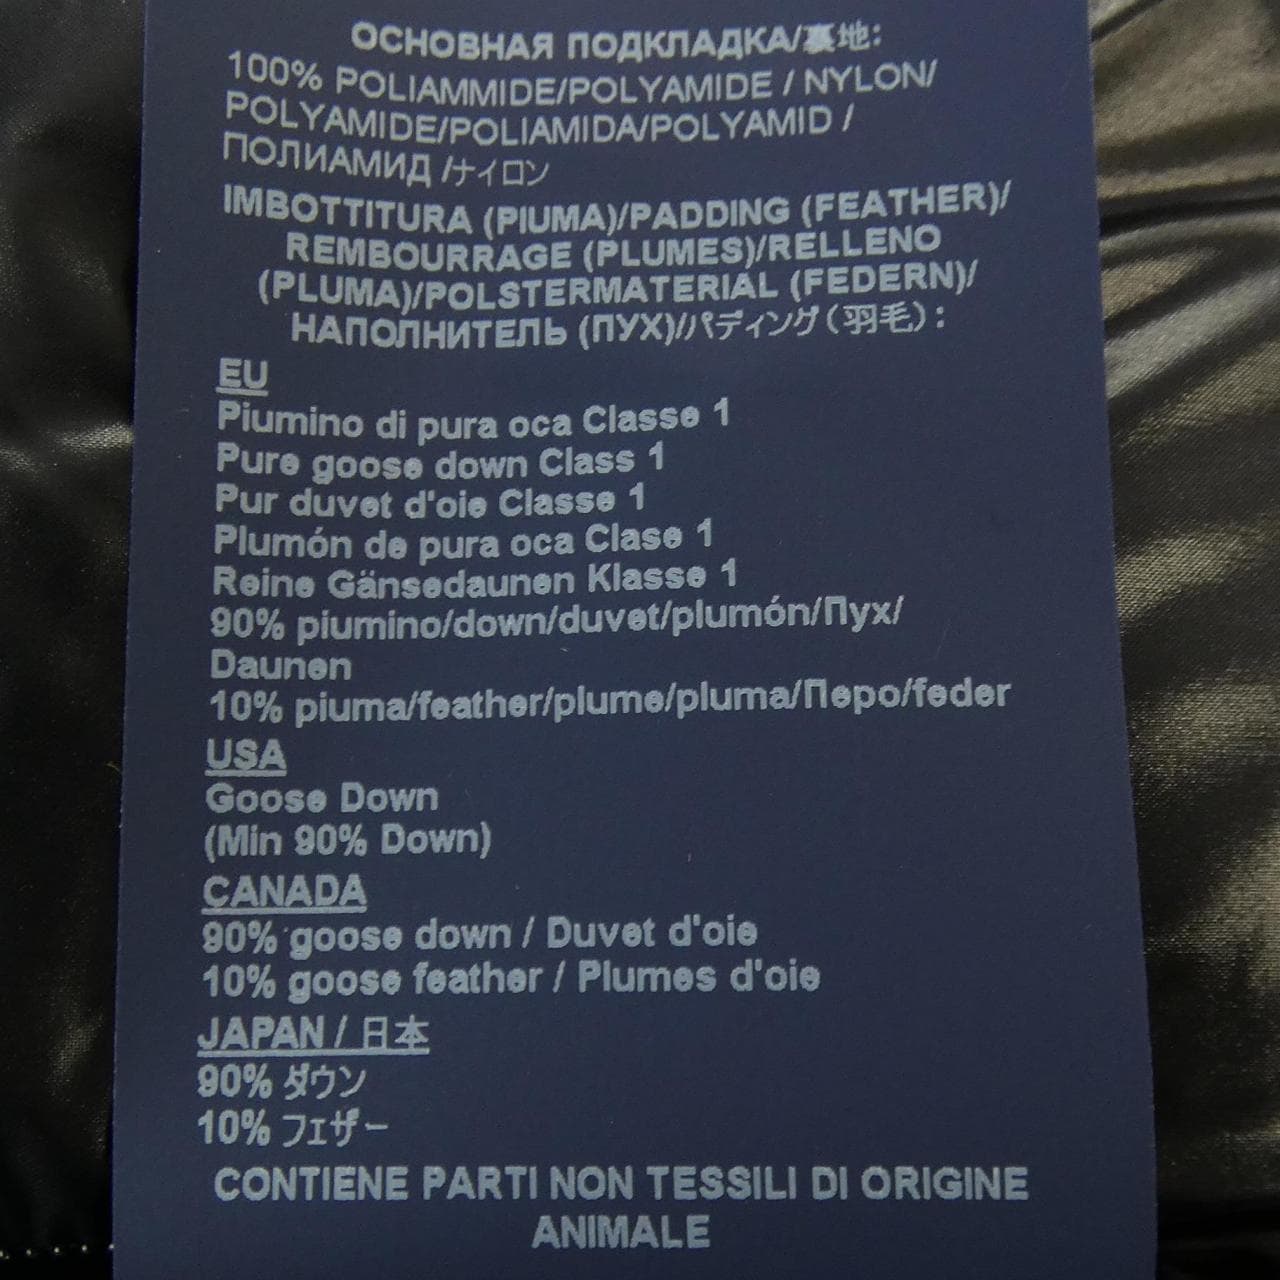 ОСНОВНАЯ ПОДКЛАДКА/裏地:
100% POLIAMMIDE/POLYAMIDE / NYLON/
POLYAMIDE/POLIAMIDA/POLYAMID /
ПОЛИАМИД /ナイロン
IMBOTTITURA (PIUMA)/PADDING (FEATHER)/
REMBOURRAGE (PLUMES)/RELLENO
(PLUMA)/POLSTERMATERIAL (FEDERN)/
НАПОЛНИТЕЛЬ (ПУХ)//パディング(羽毛):
EU
Piumino di pura oca Classe 1
Pure goose down Class 1
Pur duvet d'oie Classe 1
Plumón de pura oca Clase 1
Reine Gänsedaunen Klasse 1
90% piumino/down/duvet/plumón/Пух/
Daunen
10% piuma/feather/plume/pluma/Перо/feder
USA
Goose Down
(Min 90% Down)
CANADA
90% goose down / Duvet d'oie
10% goose feather / Plumes d'oie
JAPAN / 日本
90% ダウン
10% フェザー
CONTIENE PARTI NON TESSILI DI ORIGINE
ANIMALE